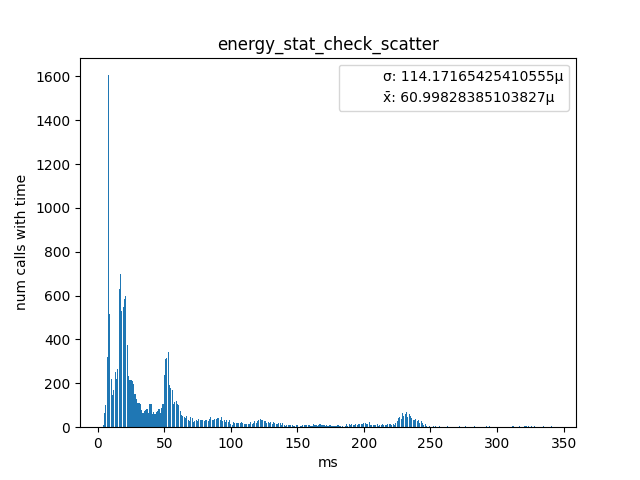 energy_stat_check_scatter
σ: 114.17165425410555μ
x̄: 60.99828385103827μ
num calls with time
1600
1400
1200
1000
800
600
400
200
0
0 50 100 150 200 250 300 350
ms